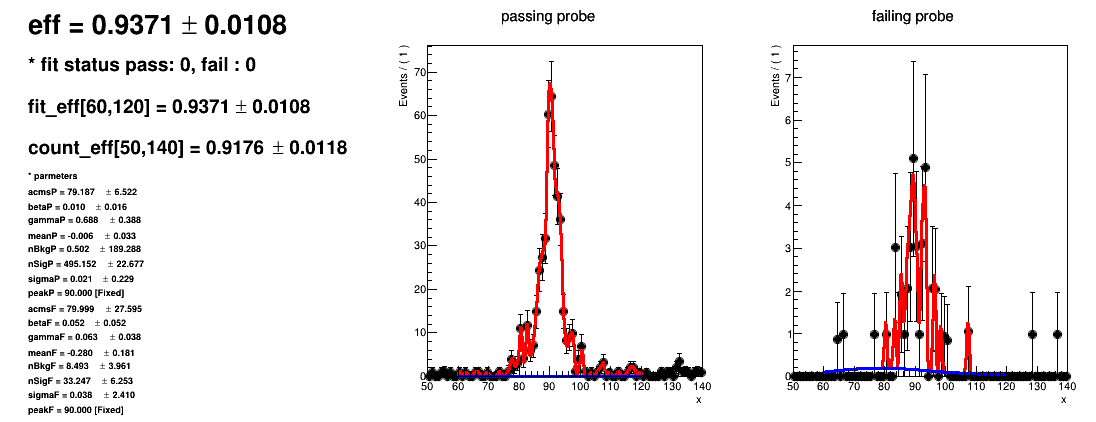 eff = 0.9371 ± 0.0108
* fit status pass: 0, fail : 0
fit_eff[60,120] = 0.9371 ± 0.0108
count_eff[50,140] = 0.9176 ± 0.0118
* parmeters
acmsP = 79.187 ± 6.522
betaP = 0.010 ± 0.016
gammaP = 0.688 ± 0.388
meanP = -0.006 ± 0.033
nBkgP = 0.502 ± 189.288
nSigP = 495.152 ± 22.677
sigmaP = 0.021 ± 0.229
peakP = 90.000 [Fixed]
acmsF = 79.999 ± 27.595
betaF = 0.052 ± 0.052
gammaF = 0.063 ± 0.038
meanF = -0.280 ± 0.181
nBkgF = 8.493 ± 3.961
nSigF = 33.247 ± 6.253
sigmaF = 0.038 ± 2.410
peakF = 90.000 [Fixed]
passing probe
Events / ( 1 )
70
60
50
40
30
20
10
0
50 60 70 80 90 100 110 120 130 140
x
failing probe
Events / ( 1 )
7
6
5
4
3
2
1
0
50 60 70 80 90 100 110 120 130 140
x